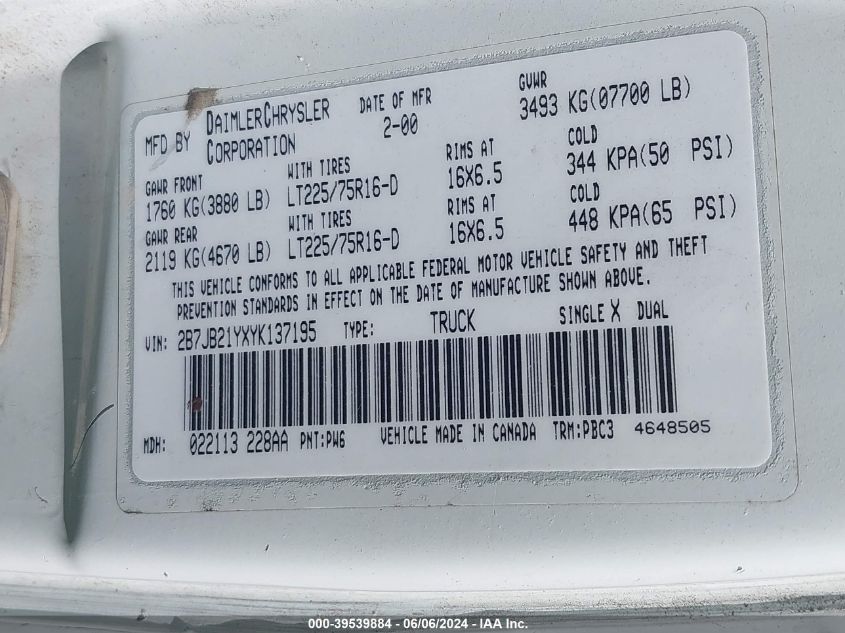 MFD BY DAIMLERCHRYSLER CORPORATION DATE OF MFR 2-00 GVWR 3493 KG(07700 LB)
GAWR FRONT WITH TIRES RIMS AT COLD
1760 KG(3880 LB) LT225/75R16-D 16X6.5 344 KPA(50 PSI)
GAWR REAR WITH TIRES RIMS AT COLD
2119 KG(4670 LB) LT225/75R16-D 16X6.5 448 KPA(65 PSI)
THIS VEHICLE CONFORMS TO ALL APPLICABLE FEDERAL MOTOR VEHICLE SAFETY AND THEFT
PREVENTION STANDARDS IN EFFECT ON THE DATE OF MANUFACTURE SHOWN ABOVE.
VIN: 2B7JB21YXYK137195 TYPE: TRUCK SINGLE X DUAL
MDH: 022113 228AA PNT:PW6 VEHICLE MADE IN CANADA TRM:PBC3 4648505
000-39539884 - 06/06/2024 - IAA Inc.